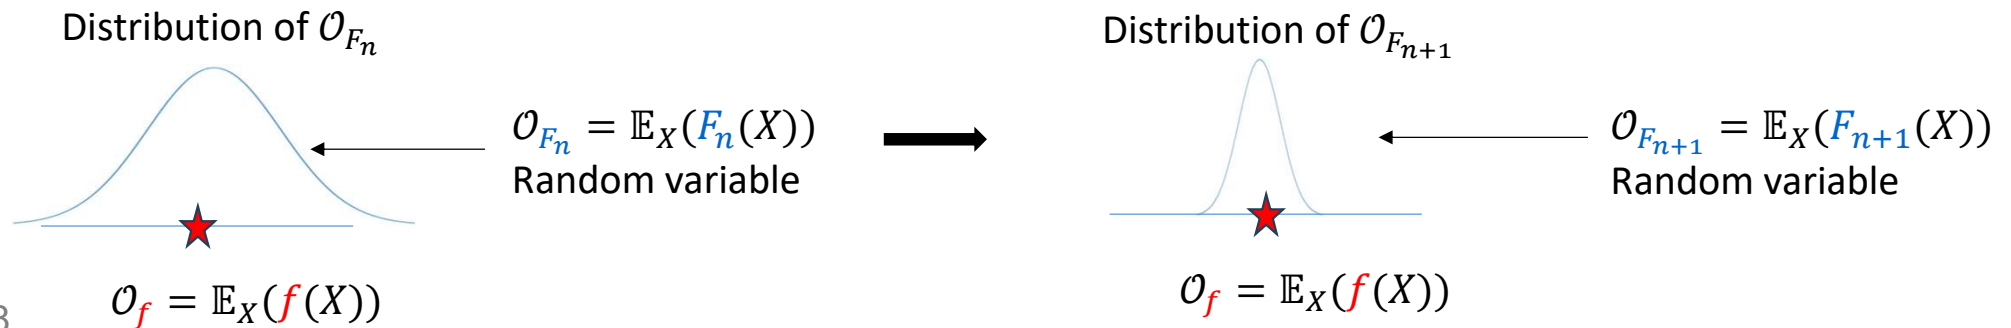 Distribution of 𝒪_{F_n}
𝒪_{F_n} = 𝔼_X(F_n(X))
Random variable
𝒪_f = 𝔼_X(f(X))
Distribution of 𝒪_{F_{n+1}}
𝒪_{F_{n+1}} = 𝔼_X(F_{n+1}(X))
Random variable
𝒪_f = 𝔼_X(f(X))